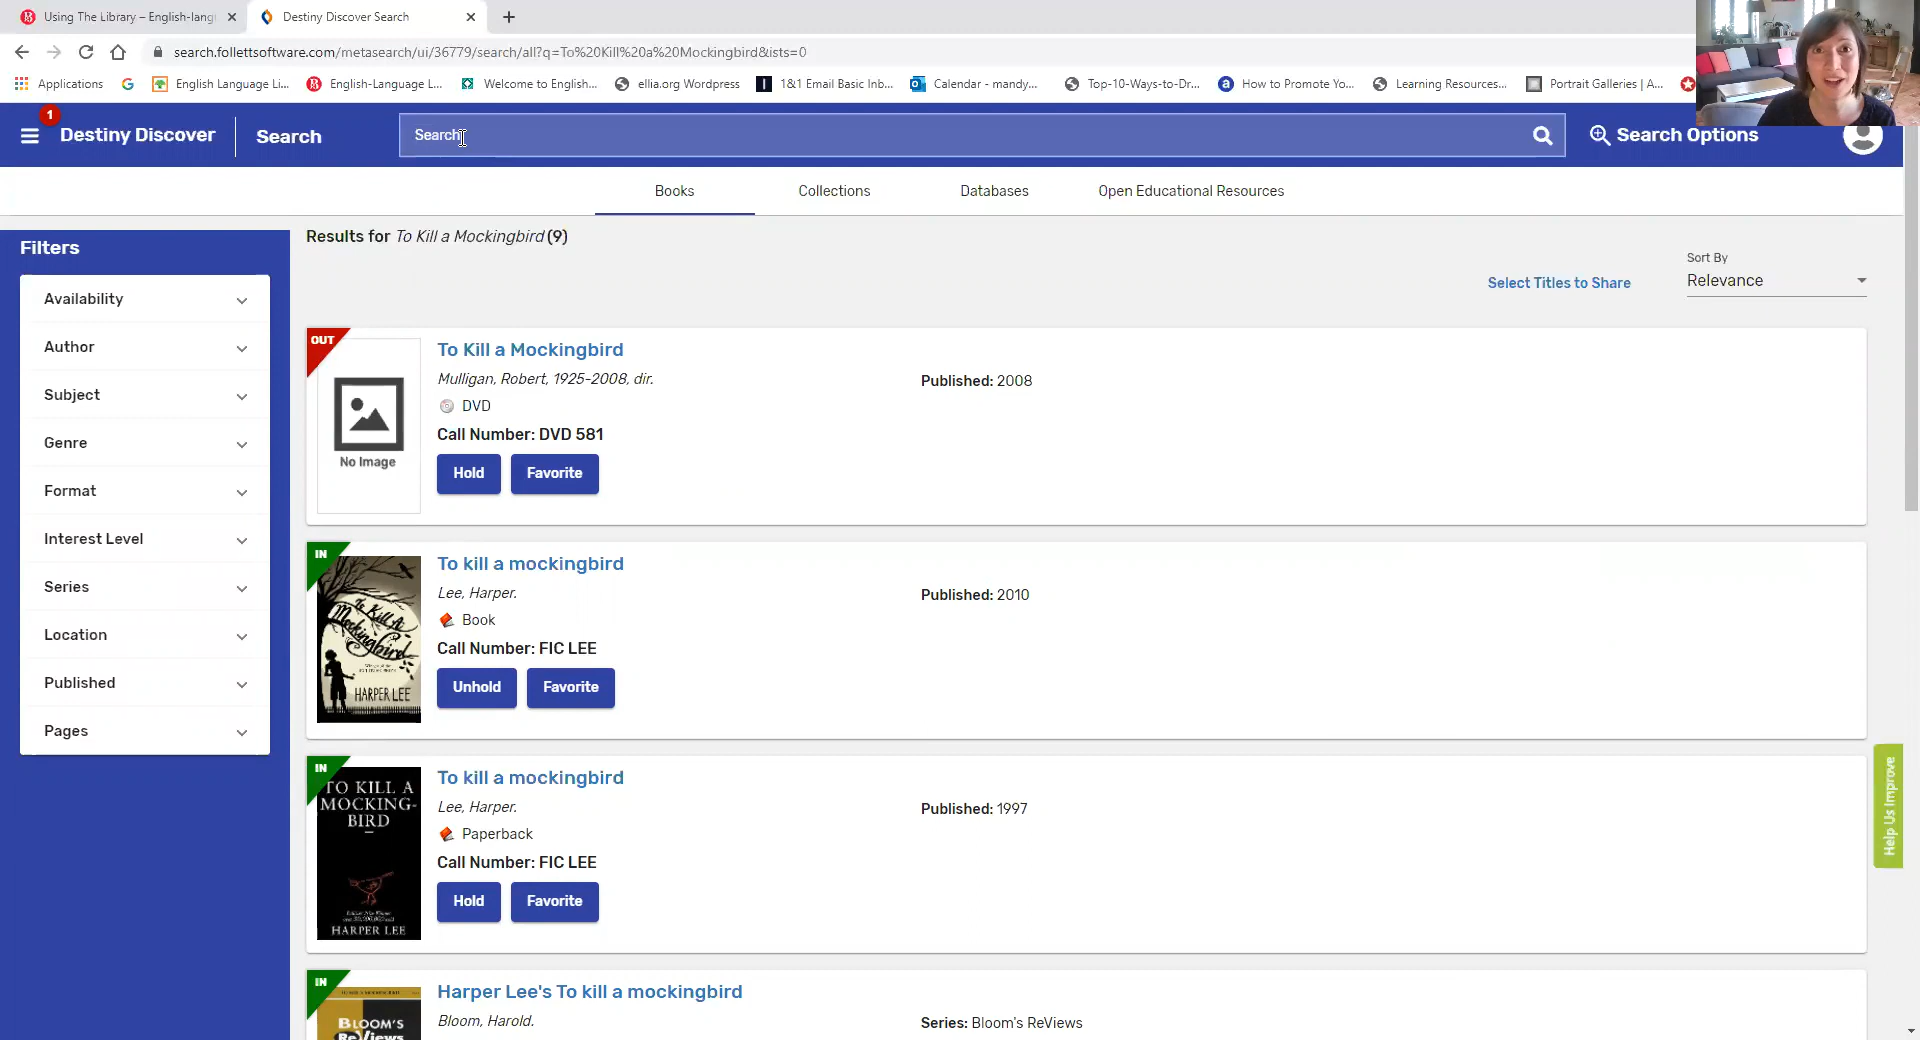 Using The Library – English-lang
Destiny Discover Search
search.follettsoftware.com/metasearch/ui/36779/search/all?q=To%20Kill%20a%20Mockingbird&ists=0
Applications
English Language Li...
English-Language L...
Welcome to English...
ellia.org Wordpress
1&1 Email Basic Inb...
Calendar - mandy...
Top-10-Ways-to-Dr...
How to Promote Yo...
Learning Resources...
Portrait Galleries | A...
1
Destiny Discover
Search
Search
Search Options
Books
Collections
Databases
Open Educational Resources
Filters
Availability
Author
Subject
Genre
Format
Interest Level
Series
Location
Published
Pages
Results for To Kill a Mockingbird (9)
Select Titles to Share
Sort By
Relevance
OUT
No Image
To Kill a Mockingbird
Mulligan, Robert, 1925-2008, dir.
DVD
Call Number: DVD 581
Hold
Favorite
Published: 2008
IN
To Kill A
Mockingbird
HARPER LEE
To kill a mockingbird
Lee, Harper.
Book
Call Number: FIC LEE
Unhold
Favorite
Published: 2010
IN
TO KILL A
MOCKING-
BIRD
HARPER LEE
To kill a mockingbird
Lee, Harper.
Paperback
Call Number: FIC LEE
Hold
Favorite
Published: 1997
IN
BLOOM'S
ReViews
Harper Lee's To kill a mockingbird
Bloom, Harold.
Series: Bloom's ReViews
Help Us Improve